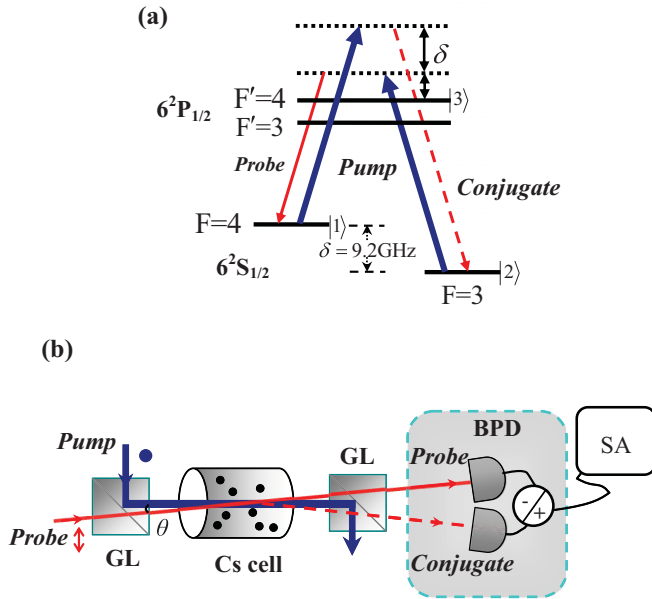 (a)
δ
F'=4
|3⟩
6²P₁/₂
F'=3
Probe
Pump
Conjugate
F=4
|1⟩
δ = 9.2GHz
6²S₁/₂
|2⟩
F=3
(b)
Pump
GL
BPD
SA
Probe
-
+
Probe
θ
GL
Cs cell
Conjugate